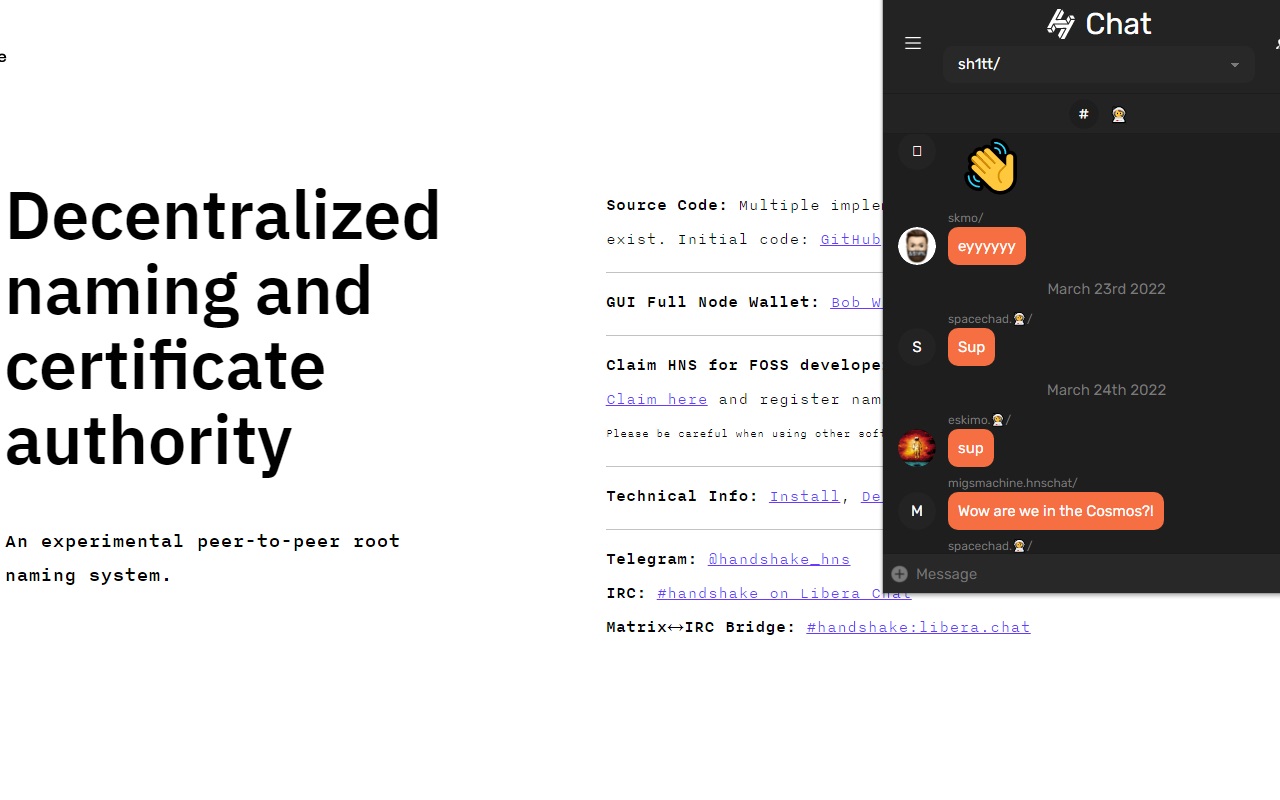 e
Decentralized
naming and
certificate
authority
An experimental peer-to-peer root
naming system.
Source Code: Multiple imple
exist. Initial code: GitHub
GUI Full Node Wallet: Bob W
Claim HNS for FOSS develope
Claim here and register nam
Please be careful when using other soft
Technical Info: Install, De
Telegram: @handshake_hns
IRC: #handshake on Libera Chat
Matrix↔IRC Bridge: #handshake:libera.chat
Chat
sh1tt/
# 🧑‍🚀
👋
skmo/
eyyyyyy
March 23rd 2022
spacechad.🧑‍🚀/
S
Sup
March 24th 2022
eskimo.🧑‍🚀/
sup
migsmachine.hnschat/
M
Wow are we in the Cosmos?!
spacechad.🧑‍🚀/
Message